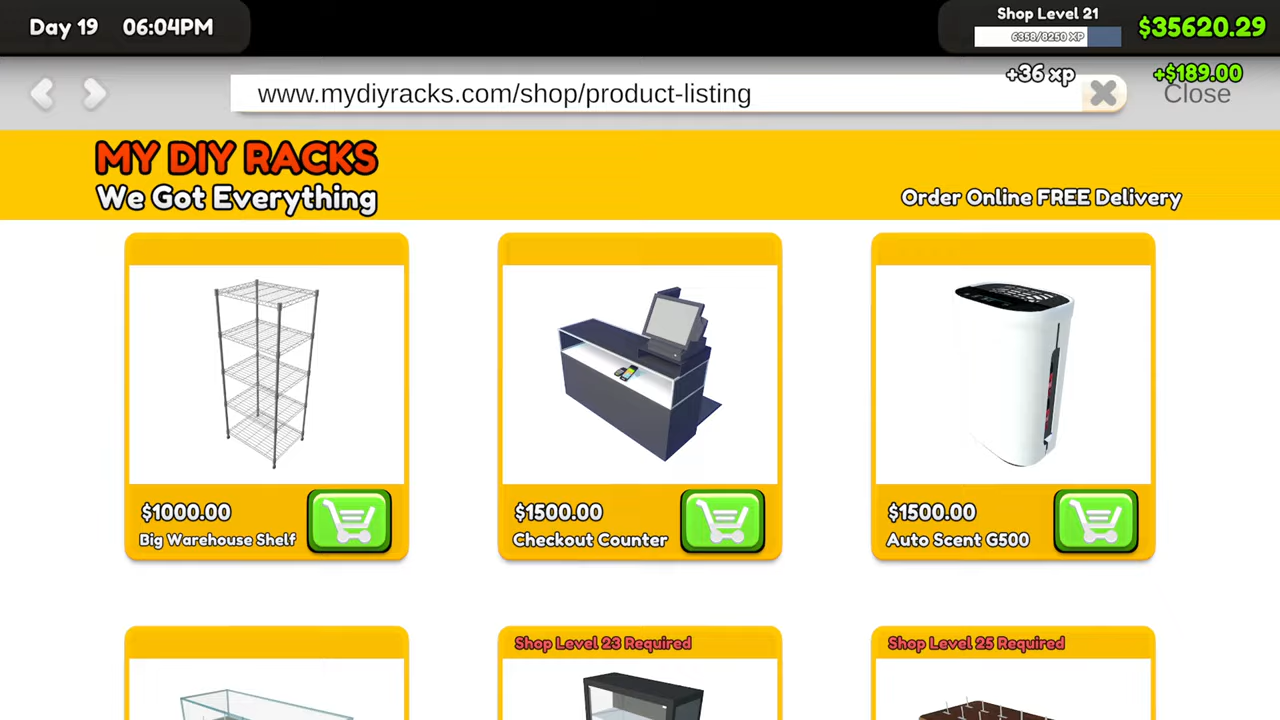 Day 19 06:04PM
Shop Level 21
6358/8250 XP
$35620.29
+36 xp
+$189.00
www.mydiyracks.com/shop/product-listing
Close
MY DIY RACKS
We Got Everything
Order Online FREE Delivery
$1000.00
Big Warehouse Shelf
$1500.00
Checkout Counter
$1500.00
Auto Scent G500
Shop Level 23 Required
Shop Level 25 Required